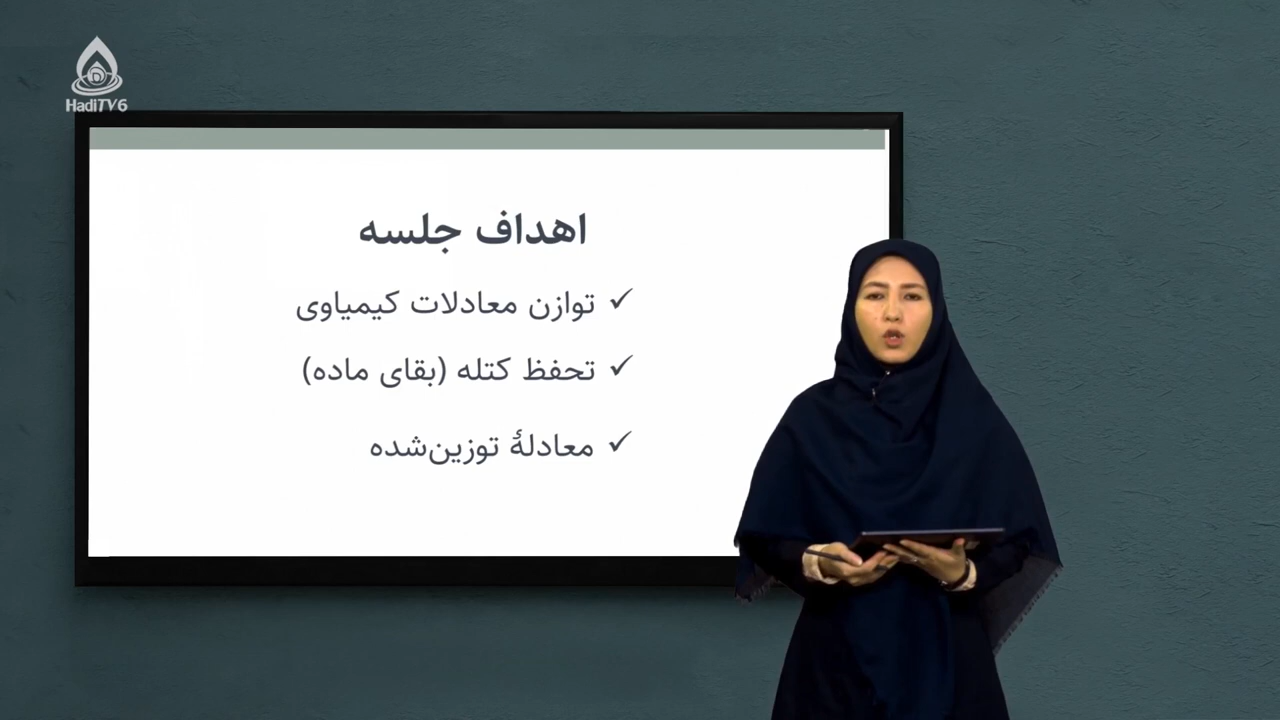 HadiTV6
اهداف جلسه
✓ توازن معادلات کیمیاوی
✓ تحفظ کتله (بقای ماده)
✓ معادلهٔ توزین‌شده